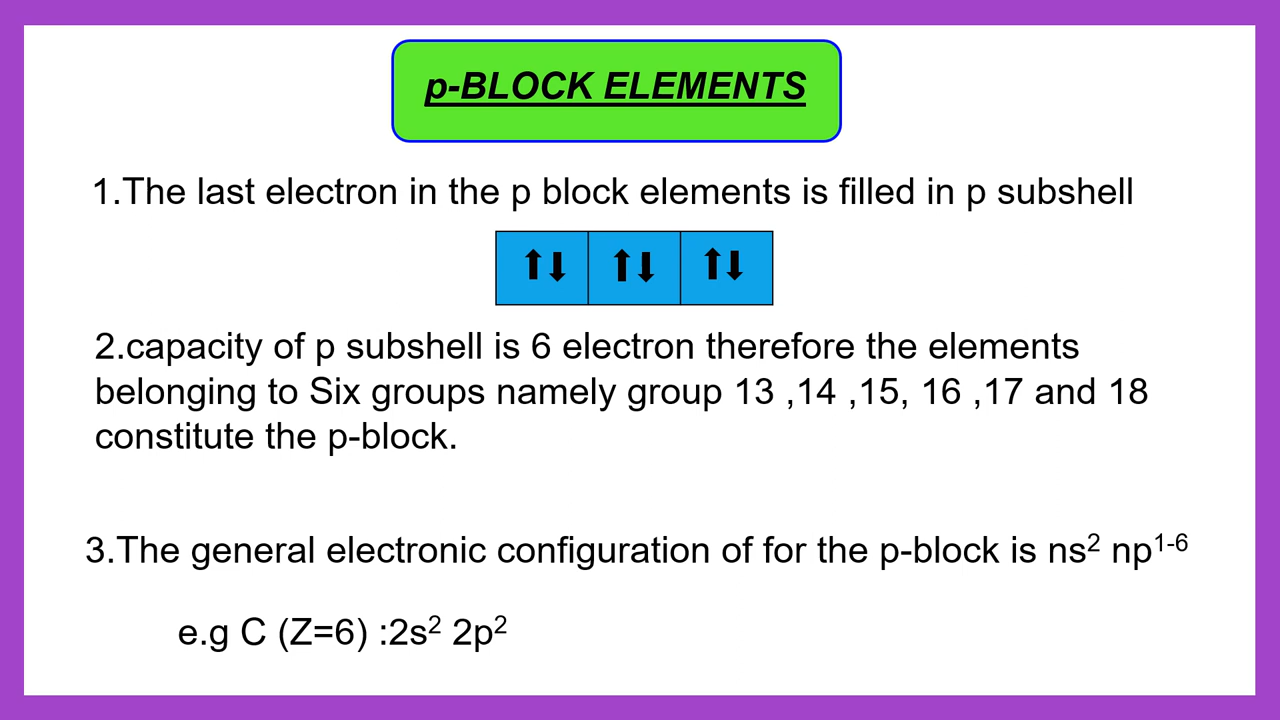 p-BLOCK ELEMENTS
1.The last electron in the p block elements is filled in p subshell
2.capacity of p subshell is 6 electron therefore the elements
belonging to Six groups namely group 13 ,14 ,15, 16 ,17 and 18
constitute the p-block.
3.The general electronic configuration of for the p-block is ns² np¹⁻⁶
e.g C (Z=6) :2s² 2p²